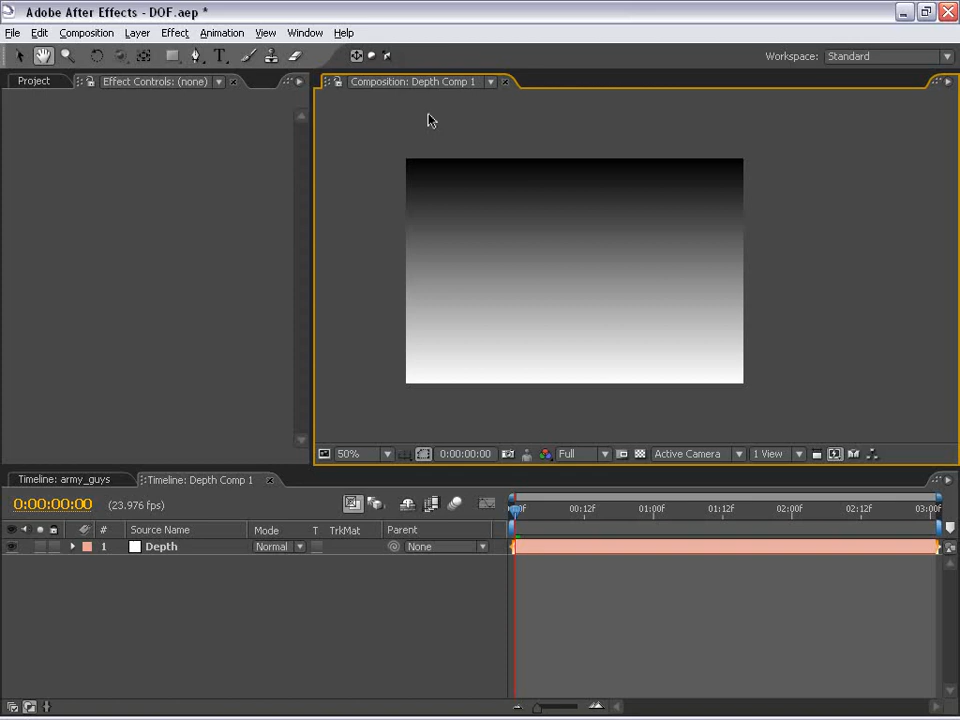 Adobe After Effects - DOF.aep *
File Edit Composition Layer Effect Animation View Window Help
T Workspace: Standard
Project Effect Controls: (none) Composition: Depth Comp 1
50% 0:00:00:00 Full Active Camera 1 View
Timeline: army_guys Timeline: Depth Comp 1
0:00:00:00 (23.976 fps)
00:12F 01:00F 01:12F 02:00F 02:12F 03:00F
# Source Name Mode T TrkMat Parent
1 Depth Normal None